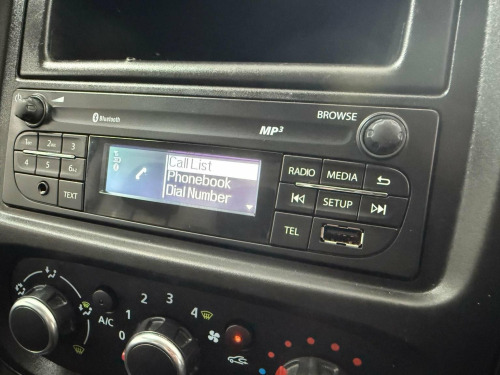 Bluetooth
MP3
BROWSE
1 2 3
4 5 6
TEXT
Call List
Phonebook
Dial Number
RADIO MEDIA
SETUP
TEL
A/C
0 1 2 3 4